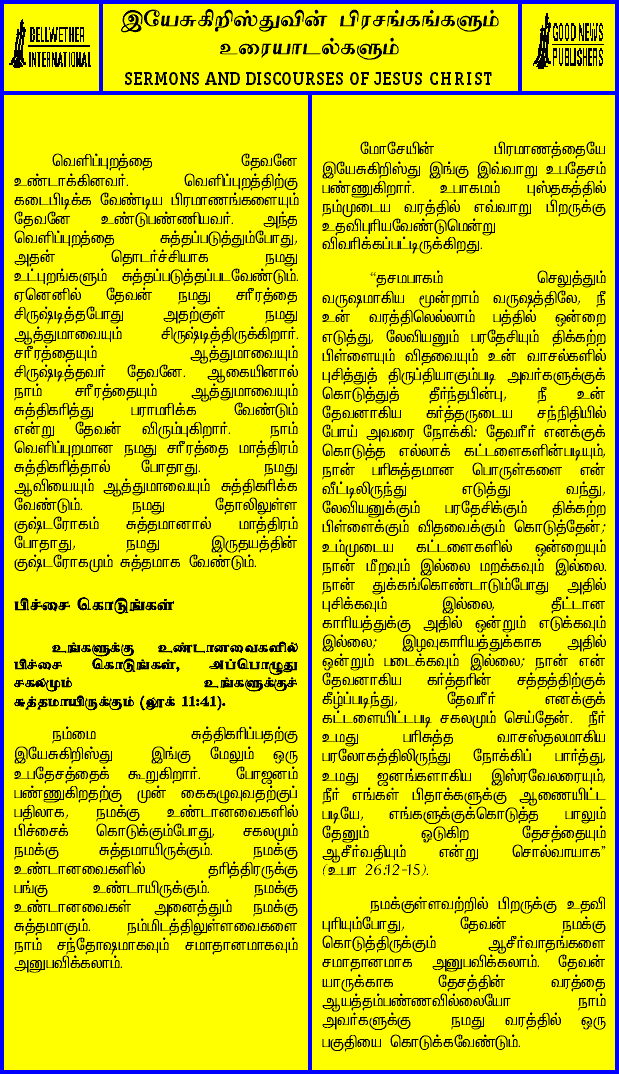 BELLWETHER
INTERNATIONAL
இயேசுகிறிஸ்துவின் பிரசங்கங்களும்
உரையாடல்களும்
SERMONS AND DISCOURSES OF JESUS CHRIST
GOOD NEWS
PUBLISHERS
வெளிப்புறத்தை தேவனே
உண்டாக்கினவர். வெளிப்புறத்திற்கு
கடைபிடிக்க வேண்டிய பிரமாணங்களையும்
தேவனே உண்டுபண்ணியவர். அந்த
வெளிப்புறத்தை சுத்தப்படுத்தும்போது,
அதன் தொடர்ச்சியாக நமது
உட்புறங்களும் சுத்தப்படுத்தப்படவேண்டும்.
ஏனெனில் தேவன் நமது சரீரத்தை
சிருஷ்டித்தபோது அதற்குள் நமது
ஆத்துமாவையும் சிருஷ்டித்திருக்கிறார்.
சரீரத்தையும் ஆத்துமாவையும்
சிருஷ்டித்தவர் தேவனே. ஆகையினால்
நாம் சரீரத்தையும் ஆத்துமாவையும்
சுத்திகரித்து பராமரிக்க வேண்டும்
என்று தேவன் விரும்புகிறார். நாம்
வெளிப்புறமான நமது சரீரத்தை மாத்திரம்
சுத்திகரித்தால் போதாது. நமது
ஆவியையும் ஆத்துமாவையும் சுத்திகரிக்க
வேண்டும். நமது தோலிலுள்ள
குஷ்டரோகம் சுத்தமானால் மாத்திரம்
போதாது, நமது இருதயத்தின்
குஷ்டரோகமும் சுத்தமாக வேண்டும்.
பிச்சை கொடுங்கள்
உங்களுக்கு உண்டானவைகளில்
பிச்சை கொடுங்கள், அப்பொழுது
சகலமும் உங்களுக்குச்
சுத்தமாயிருக்கும் (லூக் 11:41).
நம்மை சுத்திகரிப்பதற்கு
இயேசுகிறிஸ்து இங்கு மேலும் ஒரு
உபதேசத்தைக் கூறுகிறார். போஜனம்
பண்ணுகிறதற்கு முன் கைகழுவுவதற்குப்
பதிலாக, நமக்கு உண்டானவைகளில்
பிச்சைக் கொடுக்கும்போது, சகலமும்
நமக்கு சுத்தமாயிருக்கும். நமக்கு
உண்டானவைகளில் தரித்திரருக்கு
பங்கு உண்டாயிருக்கும். நமக்கு
உண்டானவைகள் அனைத்தும் நமக்கு
சுத்தமாகும். நம்மிடத்திலுள்ளவைகளை
நாம் சந்தோஷமாகவும் சமாதானமாகவும்
அனுபவிக்கலாம்.
மோசேயின் பிரமாணத்தையே
இயேசுகிறிஸ்து இங்கு இவ்வாறு உபதேசம்
பண்ணுகிறார். உபாகமம் புஸ்தகத்தில்
நம்முடைய வரத்தில் எவ்வாறு பிறருக்கு
உதவிபுரியவேண்டுமென்று
விவரிக்கப்பட்டிருக்கிறது.
“தசமபாகம் செலுத்தும்
வருஷமாகிய மூன்றாம் வருஷத்திலே, நீ
உன் வரத்திலெல்லாம் பத்தில் ஒன்றை
எடுத்து, லேவியனும் பரதேசியும் திக்கற்ற
பிள்ளையும் விதவையும் உன் வாசல்களில்
புசித்துத் திருப்தியாகும்படி அவர்களுக்குக்
கொடுத்துத் தீர்ந்தபின்பு, நீ உன்
தேவனாகிய கர்த்தருடைய சந்நிதியில்
போய் அவரை நோக்கி: தேவரீர் எனக்குக்
கொடுத்த எல்லாக் கட்டளைகளின்படியும்,
நான் பரிசுத்தமான பொருள்களை என்
வீட்டிலிருந்து எடுத்து வந்து,
லேவியனுக்கும் பரதேசிக்கும் திக்கற்ற
பிள்ளைக்கும் விதவைக்கும் கொடுத்தேன்;
உம்முடைய கட்டளைகளில் ஒன்றையும்
நான் மீறவும் இல்லை மறக்கவும் இல்லை.
நான் துக்கங்கொண்டாடும்போது அதில்
புசிக்கவும் இல்லை, தீட்டான
காரியத்துக்கு அதில் ஒன்றும் எடுக்கவும்
இல்லை; இழவுகாரியத்துக்காக அதில்
ஒன்றும் படைக்கவும் இல்லை; நான் என்
தேவனாகிய கர்த்தரின் சத்தத்திற்குக்
கீழ்ப்படிந்து, தேவரீர் எனக்குக்
கட்டளையிட்டபடி சகலமும் செய்தேன். நீர்
உமது பரிசுத்த வாசஸ்தலமாகிய
பரலோகத்திலிருந்து நோக்கிப் பார்த்து,
உமது ஜனங்களாகிய இஸ்ரவேலரையும்,
நீர் எங்கள் பிதாக்களுக்கு ஆணையிட்ட
படியே, எங்களுக்குக்கொடுத்த பாலும்
தேனும் ஓடுகிற தேசத்தையும்
ஆசீர்வதியும் என்று சொல்வாயாக”
(உபா 26:12-15).
நமக்குள்ளவற்றில் பிறருக்கு உதவி
புரியும்போது, தேவன் நமக்கு
கொடுத்திருக்கும் ஆசீர்வாதங்களை
சமாதானமாக அனுபவிக்கலாம். தேவன்
யாருக்காக தேசத்தின் வரத்தை
ஆயத்தம்பண்ணவில்லையோ நாம்
அவர்களுக்கு நமது வரத்தில் ஒரு
பகுதியை கொடுக்கவேண்டும்.